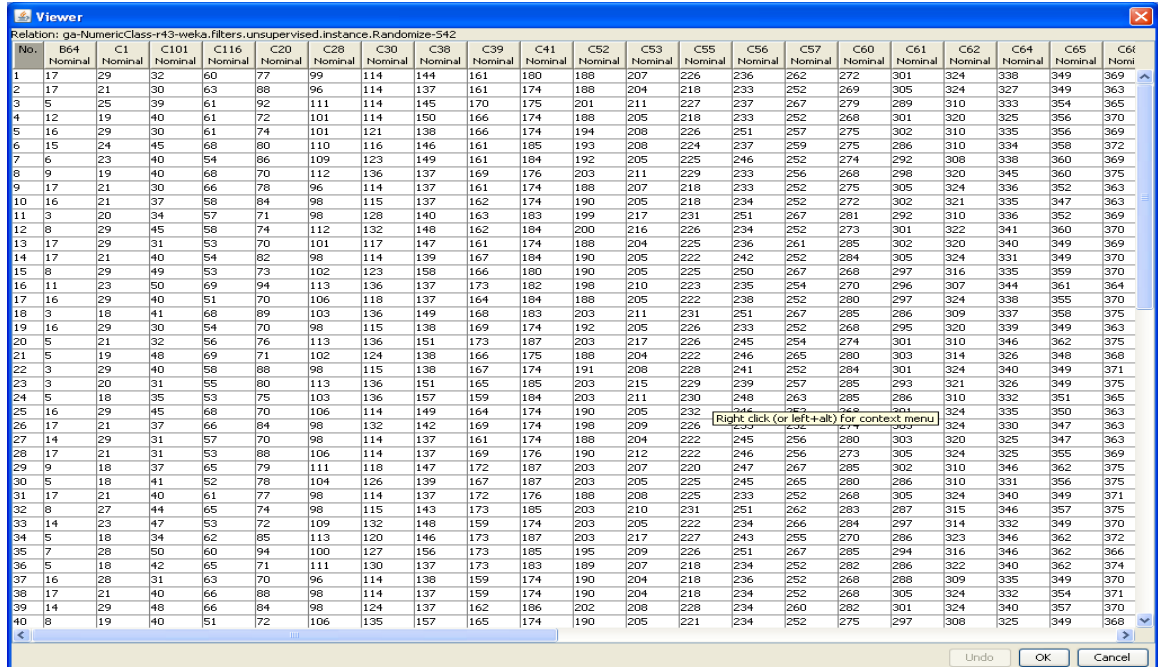 Viewer
Relation: ga-NumericClass-r43-weka.filters.unsupervised.instance.Randomize-S42
No. B64 C1 C101 C116 C20 C28 C30 C38 C39 C41 C52 C53 C55 C56 C57 C60 C61 C62 C64 C65
Nominal Nominal Nominal Nominal Nominal Nominal Nominal Nominal Nominal Nominal Nominal Nominal Nominal Nominal Nominal Nominal Nominal Nominal Nominal Nominal Nomi
1 17 29 32 60 77 99 114 144 161 180 188 207 226 236 262 272 301 324 338 349 369
2 17 21 30 63 88 96 114 137 161 174 188 204 218 233 252 269 305 324 327 349 363
3 5 25 39 61 92 111 114 145 170 175 201 211 227 237 267 279 289 310 333 354 365
4 12 19 40 61 72 101 114 150 166 174 188 205 218 233 252 268 301 320 325 356 370
5 16 29 30 61 74 101 121 138 166 174 194 208 226 251 257 275 302 310 335 356 369
6 15 24 45 68 80 110 116 146 161 185 193 208 224 237 259 275 286 310 334 358 372
7 6 23 40 54 86 109 123 149 161 184 192 205 225 246 252 274 292 308 338 360 369
8 9 19 40 68 70 112 136 137 169 176 203 211 229 233 256 268 298 320 345 360 375
9 17 21 30 66 78 96 114 137 161 174 188 207 218 233 252 275 305 324 336 352 363
10 16 21 37 58 84 98 115 137 162 174 190 205 218 234 252 272 302 321 335 347 363
11 3 20 34 57 71 98 128 140 163 183 199 217 231 251 267 281 292 310 336 352 369
12 8 29 45 58 74 112 132 148 162 184 200 216 226 234 252 273 301 322 341 360 370
13 17 29 31 53 70 101 117 147 161 174 188 204 225 236 261 285 302 320 340 349 369
14 17 21 40 54 82 98 114 139 167 184 190 205 222 242 252 284 305 324 331 349 370
15 8 29 49 53 73 102 123 158 166 180 190 205 225 250 267 268 297 316 335 359 370
16 11 23 50 69 94 113 136 137 173 182 198 210 223 235 254 270 296 307 344 361 364
17 16 29 40 51 70 106 118 137 164 184 188 205 222 238 252 280 297 324 338 355 370
18 3 18 41 68 89 103 136 149 168 183 203 211 231 251 267 285 286 309 337 358 375
19 16 29 30 54 70 98 115 138 169 174 192 205 226 233 252 268 295 320 339 349 363
20 5 21 32 56 76 113 136 151 173 187 203 217 226 245 254 274 301 310 346 362 375
21 5 19 48 69 71 102 124 138 166 175 188 204 222 246 265 280 303 314 326 348 368
22 3 29 40 58 88 98 115 138 167 174 191 208 228 241 252 284 301 324 340 349 371
23 3 20 31 55 80 113 136 151 165 185 203 215 229 239 257 285 293 321 326 349 375
24 5 18 35 53 75 103 136 157 159 184 203 211 230 248 263 285 286 310 332 351 365
25 16 29 45 68 70 106 114 149 164 174 190 205 232 324 335 350 363
Right click (or left+alt) for context menu
26 17 21 37 66 84 98 132 142 169 174 198 209 226 324 330 347 363
27 14 29 31 57 70 98 114 137 161 174 188 204 222 245 256 280 303 320 325 347 363
28 17 21 31 53 88 106 114 137 169 176 190 212 222 246 256 273 305 324 325 355 369
29 9 18 37 65 79 111 118 147 172 187 203 207 220 247 267 285 302 310 346 362 375
30 5 18 41 52 78 104 126 139 167 187 203 205 225 245 265 280 286 310 331 356 375
31 17 21 40 61 77 98 114 137 172 176 188 208 225 233 252 268 305 324 340 349 371
32 8 27 44 65 74 98 115 143 173 185 203 210 231 251 262 283 287 315 346 357 375
33 14 23 47 53 72 109 132 148 159 174 203 205 222 234 266 284 297 314 332 349 370
34 5 18 34 62 85 113 120 146 173 187 203 217 227 243 255 270 286 323 346 362 372
35 7 28 50 60 94 100 127 156 173 185 195 209 226 251 267 285 294 316 346 362 366
36 5 18 42 65 71 111 130 137 173 183 189 207 218 234 252 282 286 322 340 362 374
37 16 28 31 63 70 96 114 138 159 174 190 204 218 236 252 268 288 309 335 349 370
38 17 21 40 66 88 98 114 137 159 174 190 204 218 234 252 268 301 324 332 354 371
39 14 29 48 66 84 98 124 137 162 186 202 208 228 234 260 282 301 324 340 357 370
40 8 19 40 51 72 106 135 157 165 174 190 205 221 234 252 275 297 308 325 349 368
Undo OK Cancel